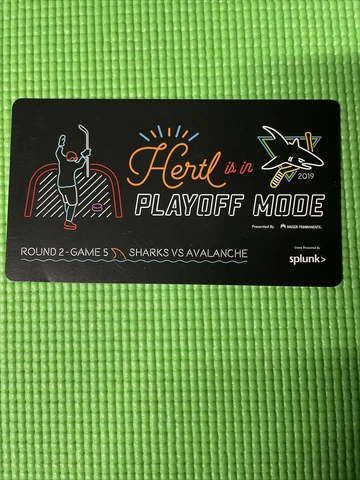 Hertl is in
2019
PLAYOFF MODE
Presented By KAISER PERMANENTE.
ROUND 2 - GAME 5 SHARKS VS AVALANCHE
Game Presented By
splunk>